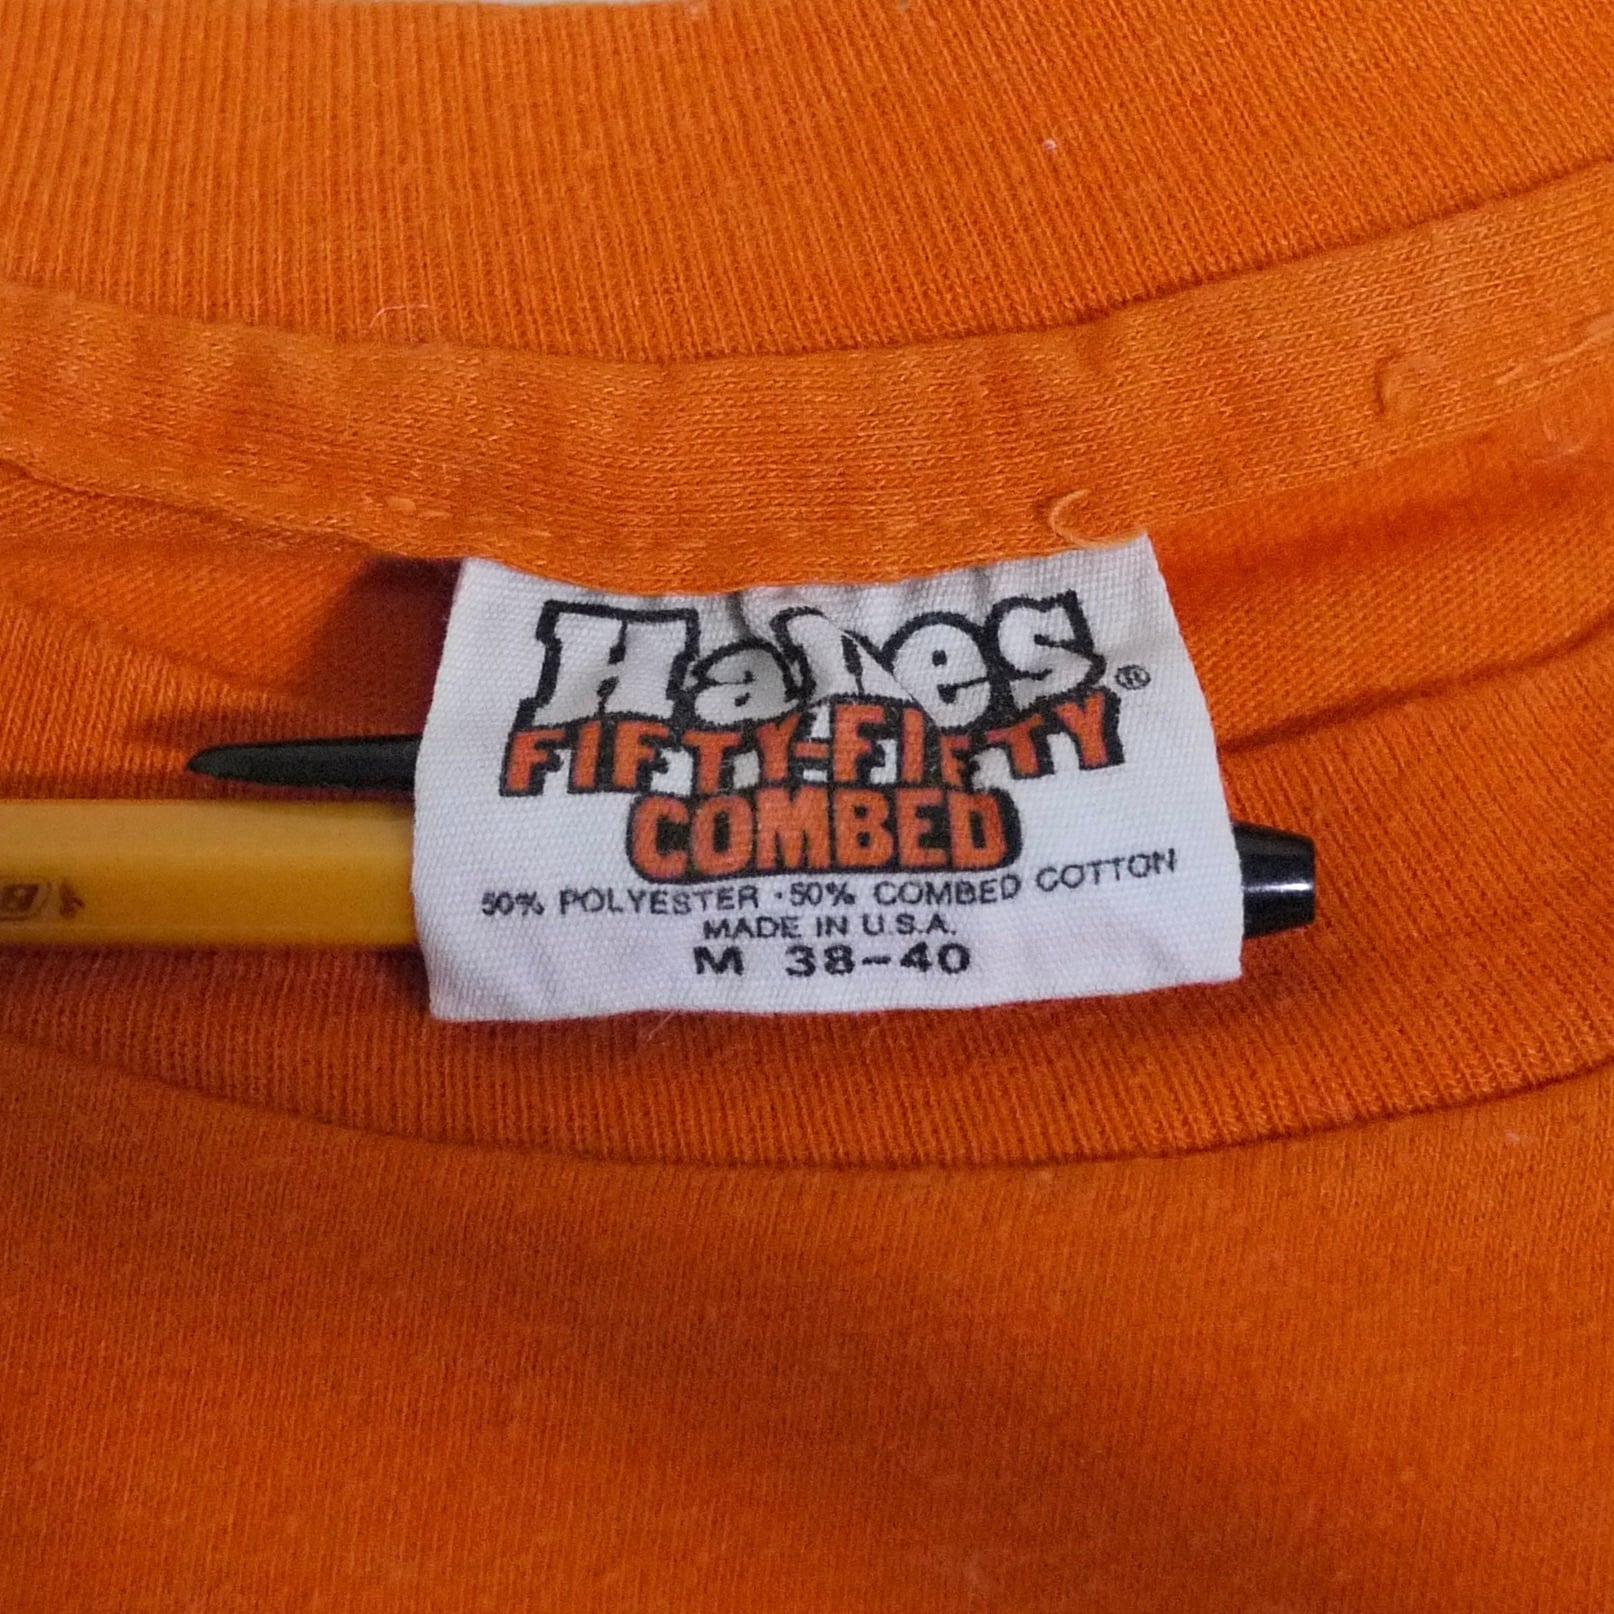 Hanes®
FIFTY-FIFTY
COMBED
50% POLYESTER · 50% COMBED COTTON
MADE IN U.S.A.
M 38-40